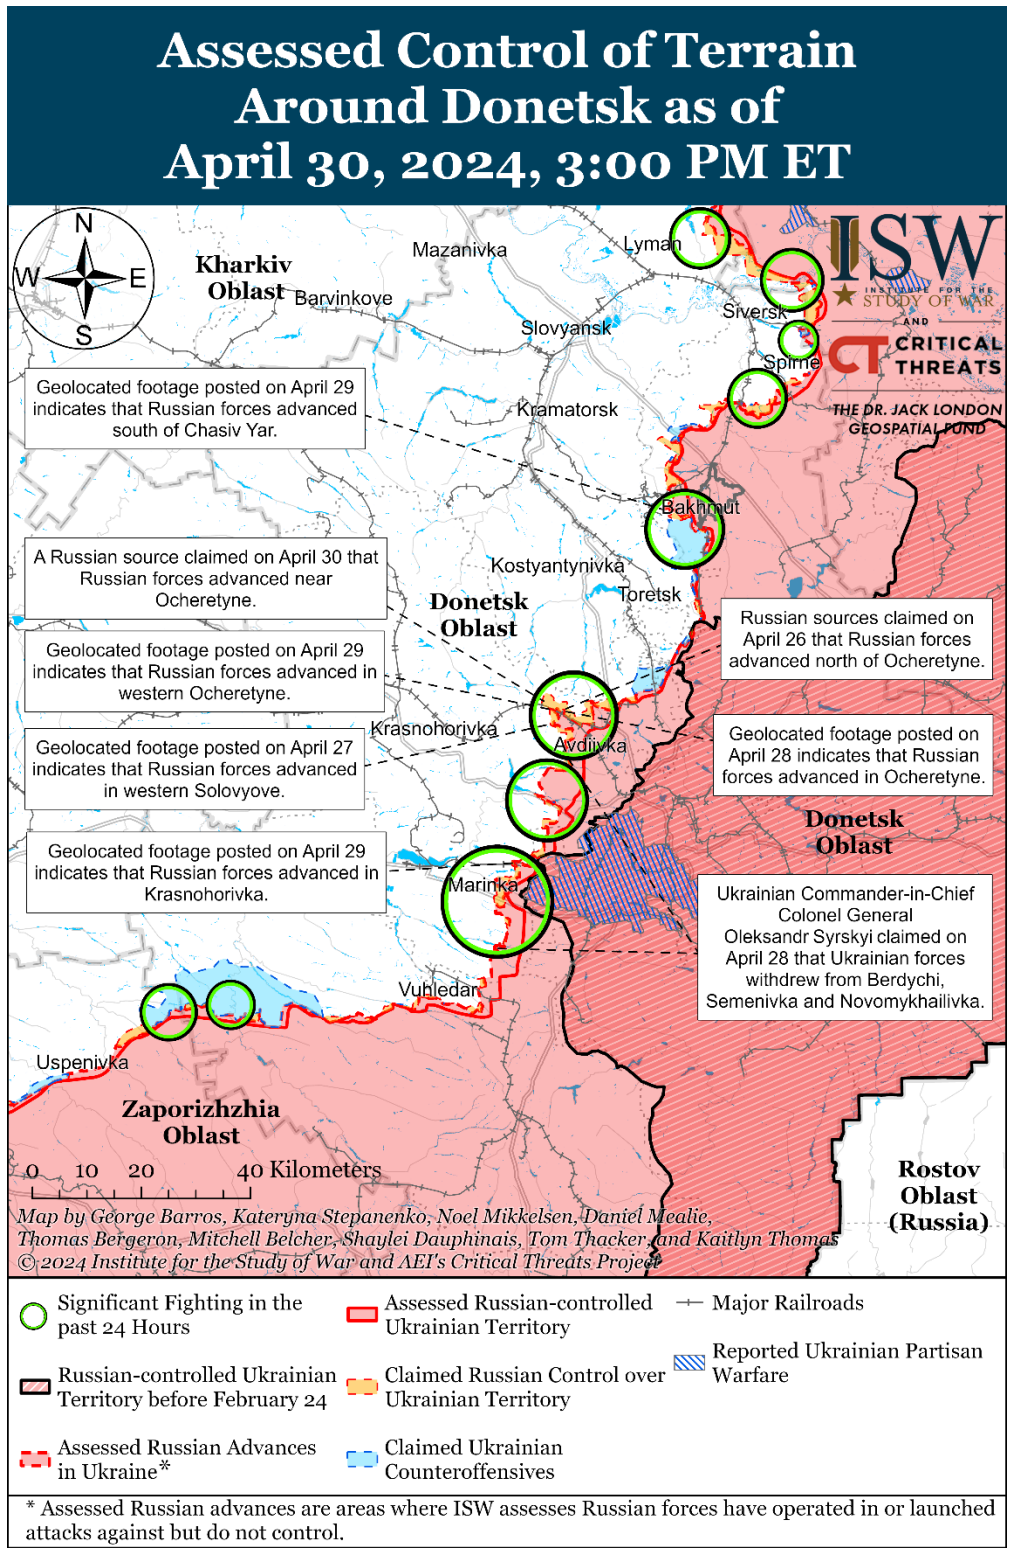 Assessed Control of Terrain
Around Donetsk as of
April 30, 2024, 3:00 PM ET
N
W
E
S
ISW
INSTITUTE FOR THE
STUDY OF WAR
AND
CT CRITICAL
THREATS
THE DR. JACK LONDON
GEOSPATIAL FUND
Kharkiv
Oblast
Mazanivka
Lyman
Barvinkove
Slovyansk
Siversk
Spirne
Geolocated footage posted on April 29
indicates that Russian forces advanced
south of Chasiv Yar.
Kramatorsk
Bakhmut
A Russian source claimed on April 30 that
Russian forces advanced near
Ocheretyne.
Kostyantynivka
Toretsk
Donetsk
Oblast
Russian sources claimed on
April 26 that Russian forces
advanced north of Ocheretyne.
Geolocated footage posted on April 29
indicates that Russian forces advanced in
western Ocheretyne.
Krasnohorivka
Avdiivka
Geolocated footage posted on
April 28 indicates that Russian
forces advanced in Ocheretyne.
Geolocated footage posted on April 27
indicates that Russian forces advanced
in western Solovyove.
Donetsk
Oblast
Geolocated footage posted on April 29
indicates that Russian forces advanced in
Krasnohorivka.
Marinka
Ukrainian Commander-in-Chief
Colonel General
Oleksandr Syrskyi claimed on
April 28 that Ukrainian forces
withdrew from Berdychi,
Semenivka and Novomykhailivka.
Vuhledar
Uspenivka
Zaporizhzhia
Oblast
Rostov
Oblast
(Russia)
0 10 20 40 Kilometers
Map by George Barros, Kateryna Stepanenko, Noel Mikkelsen, Daniel Mealie,
Thomas Bergeron, Mitchell Belcher, Shaylei Dauphinais, Tom Thacker, and Kaitlyn Thomas
© 2024 Institute for the Study of War and AEI's Critical Threats Project
Significant Fighting in the
past 24 Hours
Russian-controlled Ukrainian
Territory before February 24
Assessed Russian Advances
in Ukraine*
Assessed Russian-controlled
Ukrainian Territory
Claimed Russian Control over
Ukrainian Territory
Claimed Ukrainian
Counteroffensives
Major Railroads
Reported Ukrainian Partisan
Warfare
* Assessed Russian advances are areas where ISW assesses Russian forces have operated in or launched
attacks against but do not control.